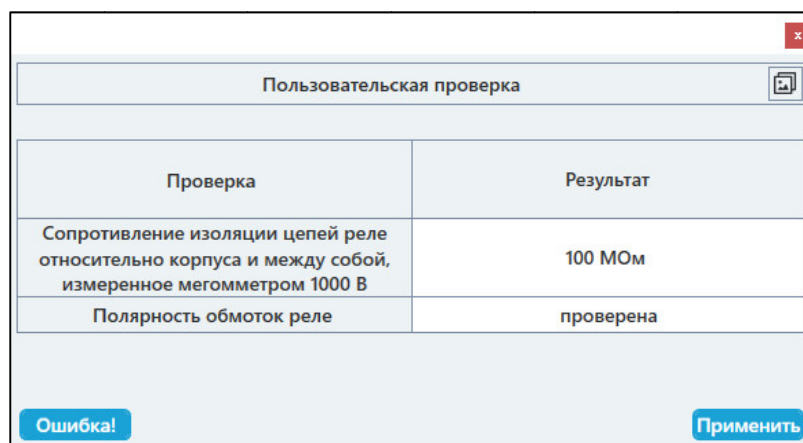 x
Пользовательская проверка
Проверка
Результат
Сопротивление изоляции цепей реле
относительно корпуса и между собой,
измеренное мегомметром 1000 В
100 МОм
Полярность обмоток реле
проверена
Ошибка!
Применить